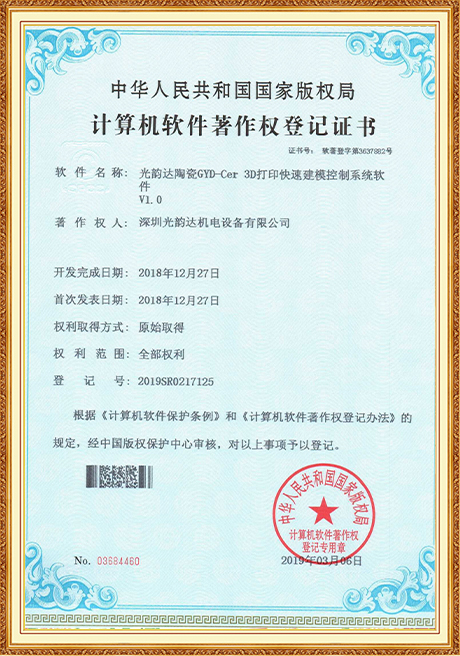 中华人民共和国国家版权局
计算机软件著作权登记证书
证书号： 软著登字第3637882号
软件名称： 光韵达陶瓷GYD-Cer 3D打印快速建模控制系统软
件
V1.0
著作权人： 深圳光韵达机电设备有限公司
开发完成日期： 2018年12月27日
首次发表日期： 2018年12月27日
权利取得方式： 原始取得
权利范围： 全部权利
登记号： 2019SR0217125
根据《计算机软件保护条例》和《计算机软件著作权登记办法》的
规定，经中国版权保护中心审核，对以上事项予以登记。
中华人民共和国国家版权局
计算机软件著作权
登记专用章
No. 03684460
2019年03月06日